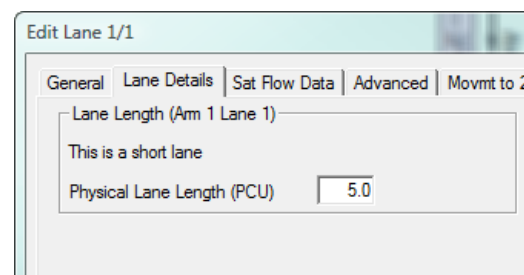 Edit Lane 1/1
General Lane Details Sat Flow Data Advanced Movmt to 2
Lane Length (Arm 1 Lane 1)
This is a short lane
Physical Lane Length (PCU) 5.0